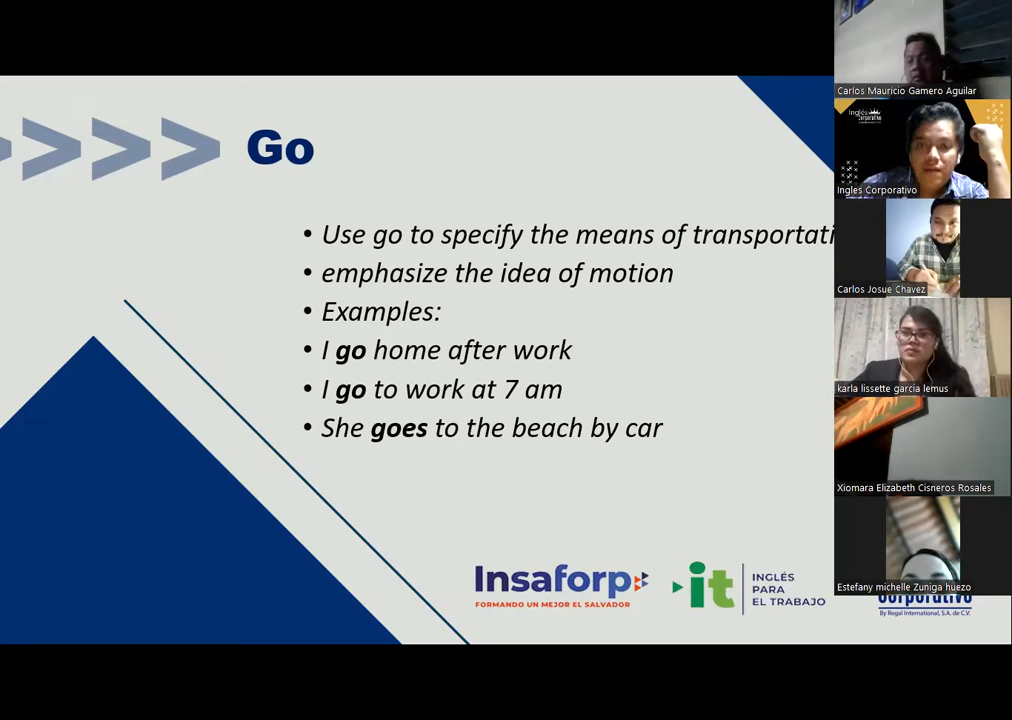 Go
• Use go to specify the means of transportati
• emphasize the idea of motion
• Examples:
• I go home after work
• I go to work at 7 am
• She goes to the beach by car
Insaforp
FORMANDO UN MEJOR EL SALVADOR
it
INGLÉS
PARA
EL TRABAJO
Corporativo
By Regal International, S.A. de C.V.
Carlos Mauricio Gamero Aguilar
Inglés
Corporativo
Ingles Corporativo
Carlos Josue Chavez
karla lissette garcia lemus
Xiomara Elizabeth Cisneros Rosales
Estefany michelle Zuniga huezo